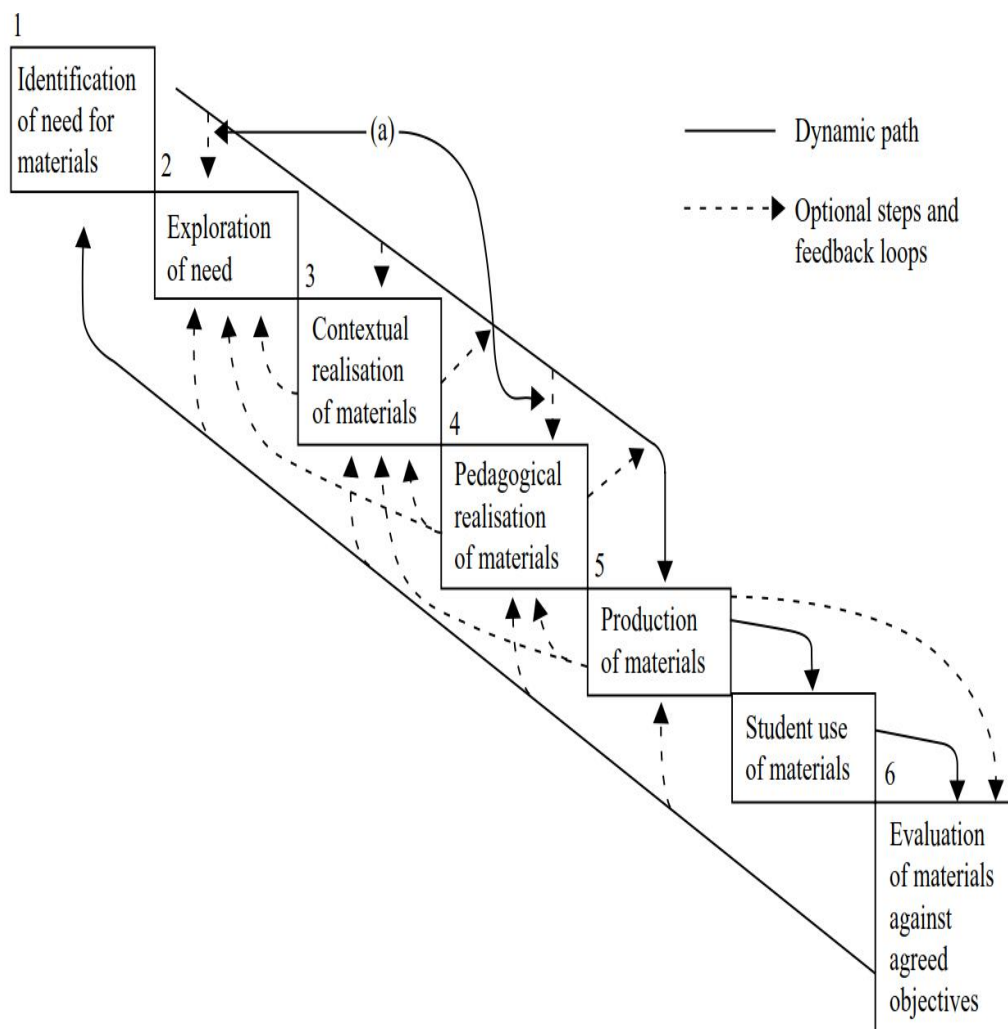 1
Identification
of need for
materials
2
Exploration
of need
3
Contextual
realisation
of materials
4
Pedagogical
realisation
of materials
5
Production
of materials
Student use
of materials
6
Evaluation
of materials
against
agreed
objectives
(a)
Dynamic path
Optional steps and
feedback loops